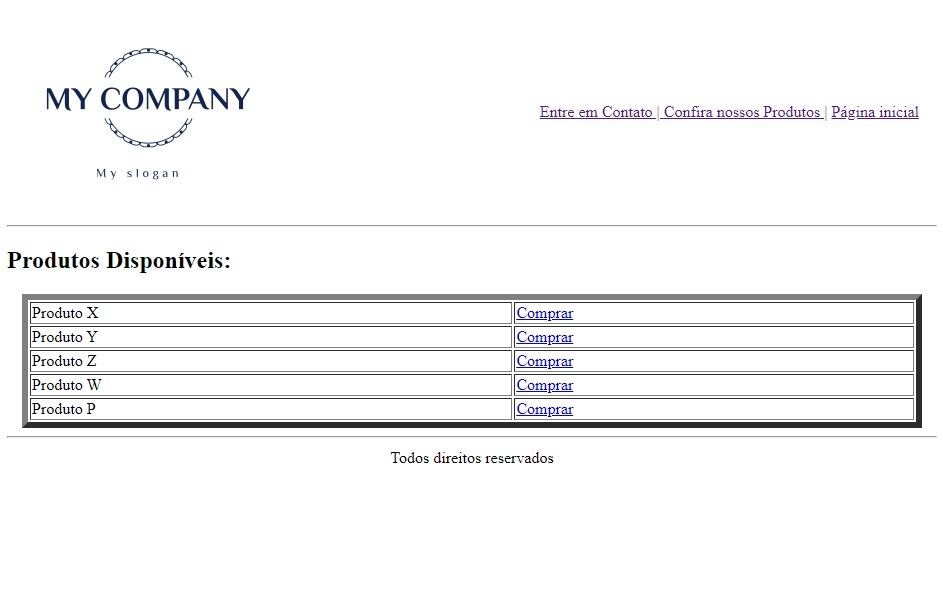 MY COMPANY
My slogan
Entre em Contato | Confira nossos Produtos | Página inicial
Produtos Disponíveis:
Produto X Comprar
Produto Y Comprar
Produto Z Comprar
Produto W Comprar
Produto P Comprar
Todos direitos reservados